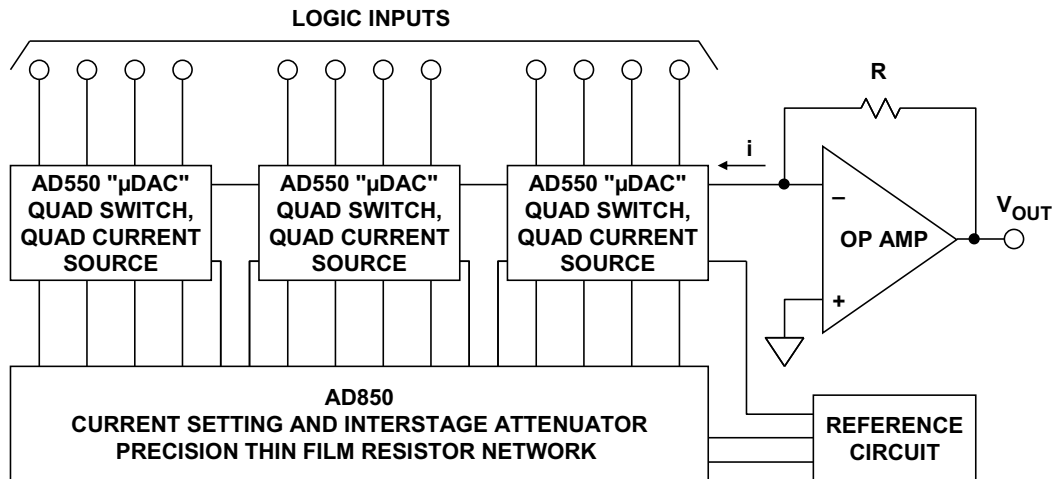 LOGIC INPUTS
R
i
AD550 "μDAC"
QUAD SWITCH,
QUAD CURRENT
SOURCE
AD550 "μDAC"
QUAD SWITCH,
QUAD CURRENT
SOURCE
AD550 "μDAC"
QUAD SWITCH,
QUAD CURRENT
SOURCE
–
OP AMP
+
VOUT
AD850
CURRENT SETTING AND INTERSTAGE ATTENUATOR
PRECISION THIN FILM RESISTOR NETWORK
REFERENCE
CIRCUIT